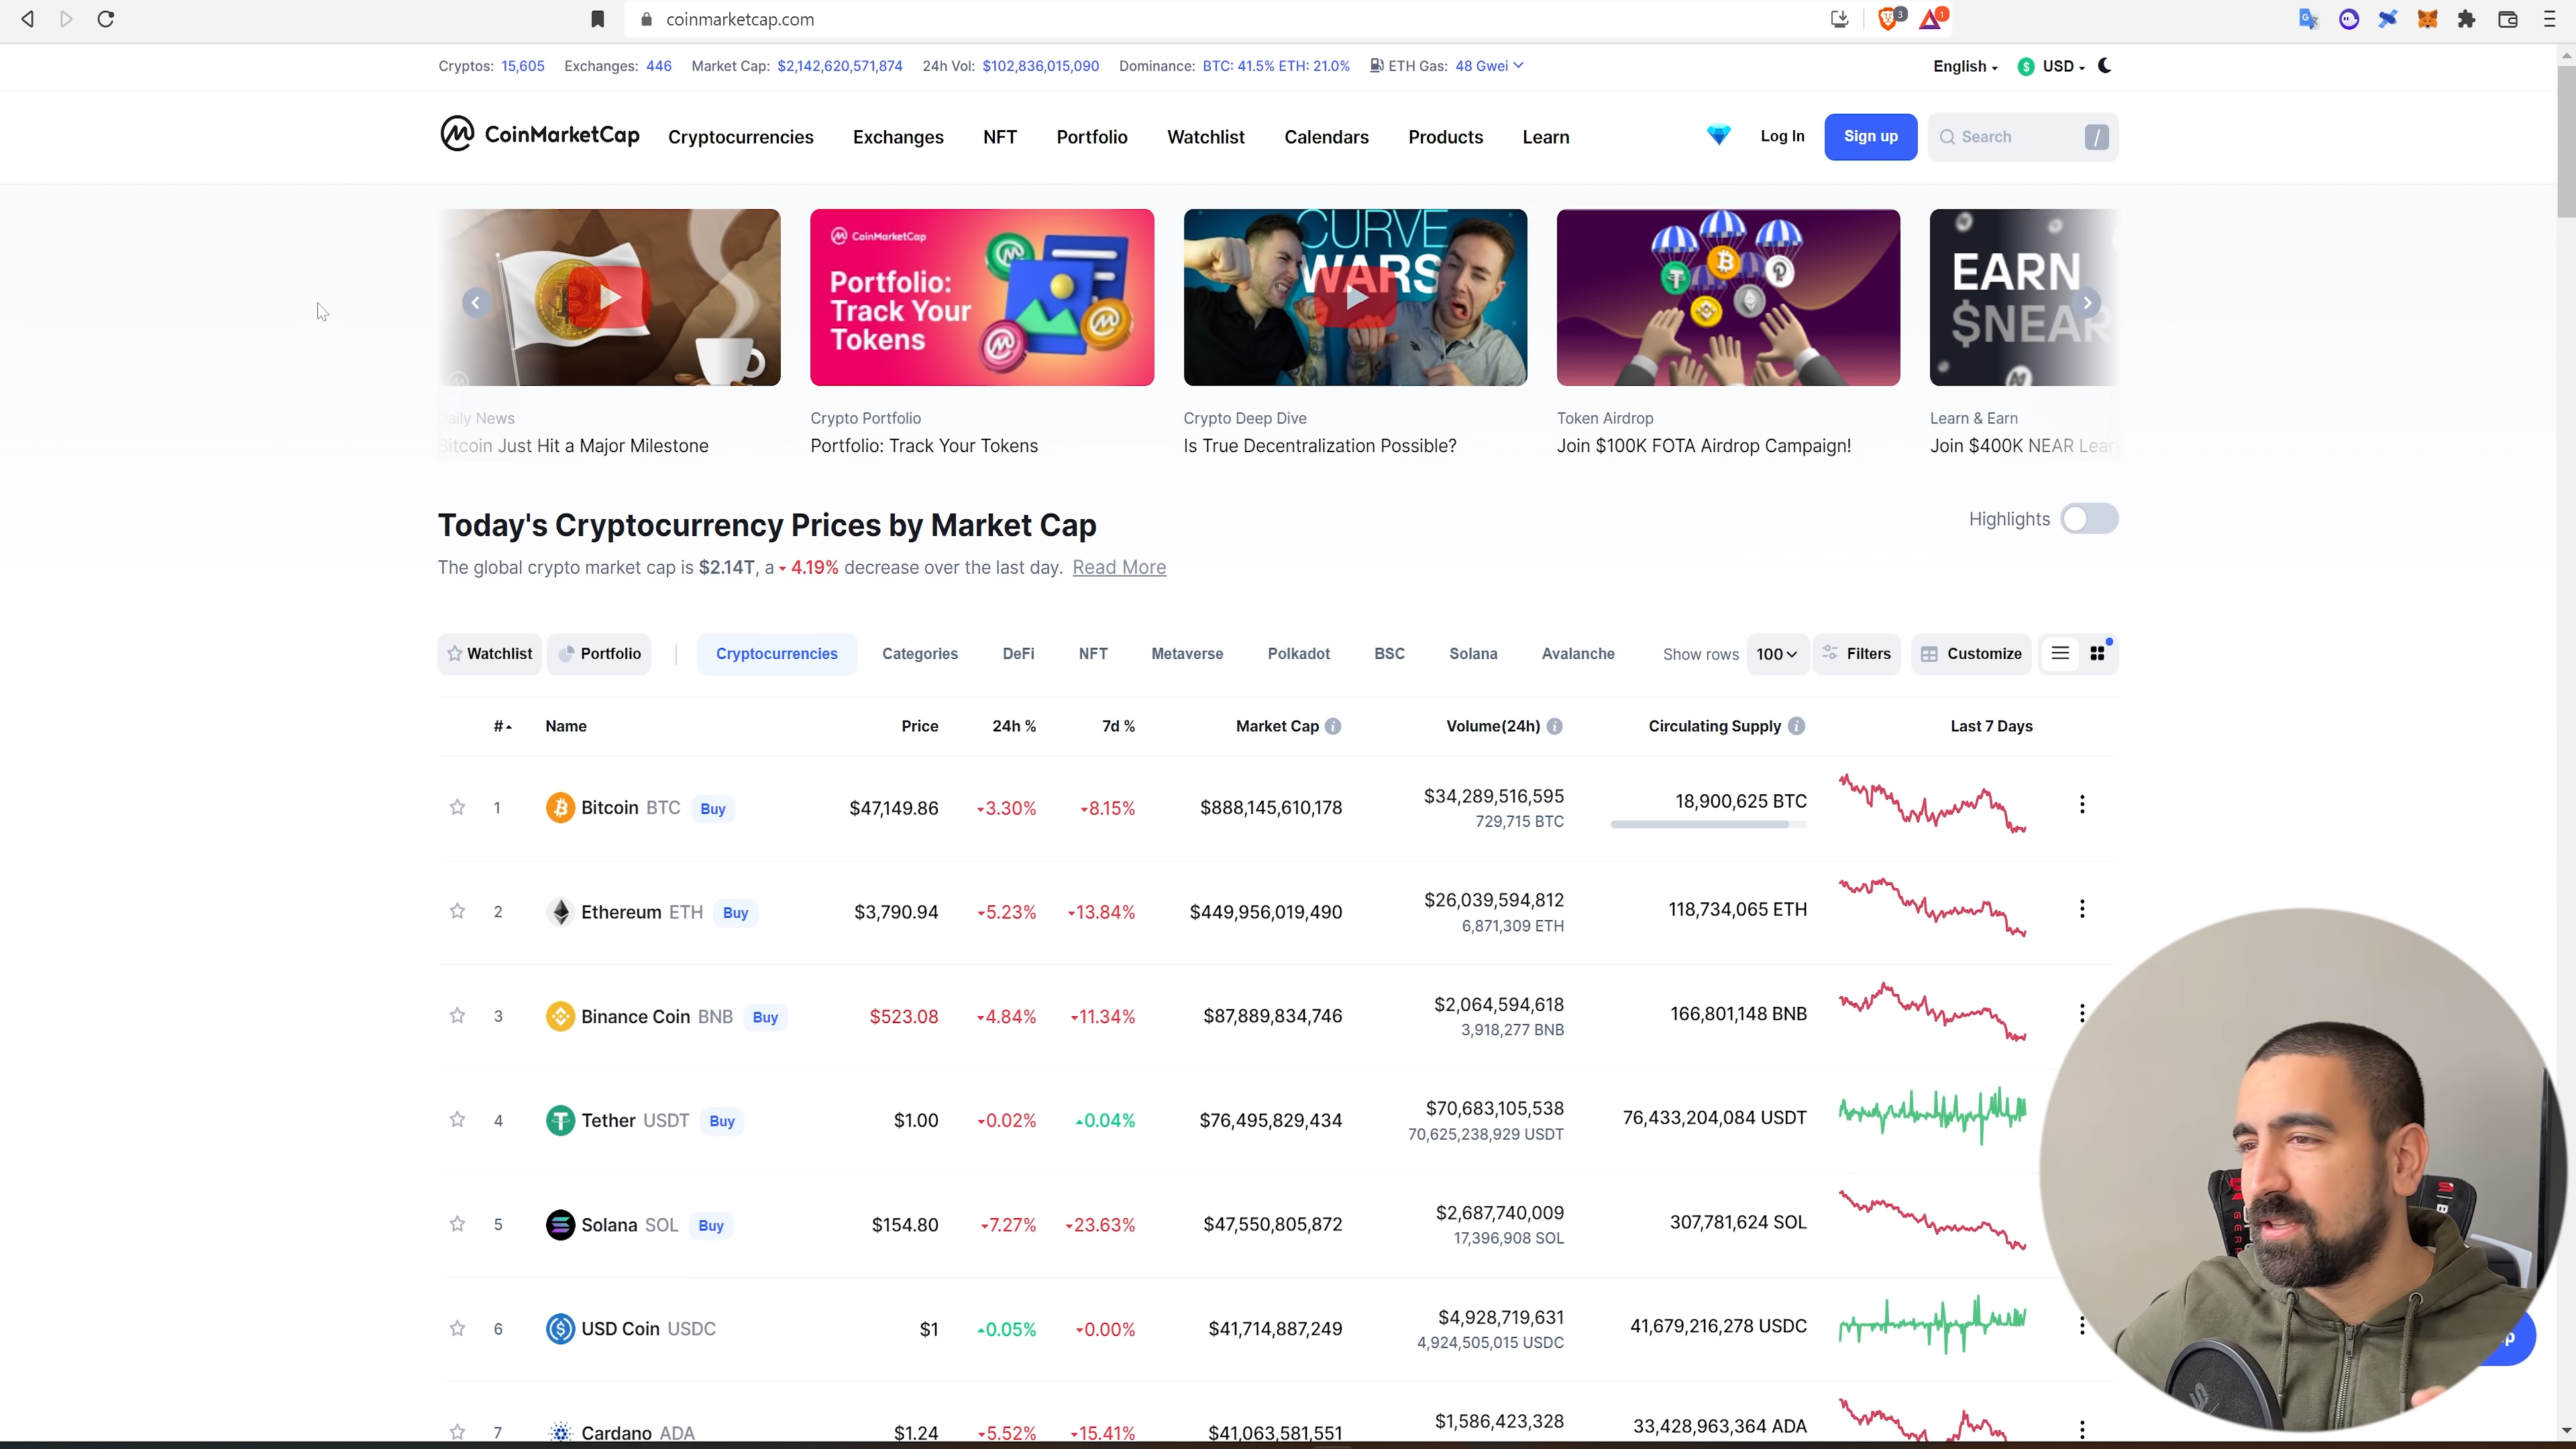 coinmarketcap.com
3
1
Cryptos: 15,605 Exchanges: 446 Market Cap: $2,142,620,571,874 24h Vol: $102,836,015,090 Dominance: BTC: 41.5% ETH: 21.0% ETH Gas: 48 Gwei
English USD
CoinMarketCap Cryptocurrencies Exchanges NFT Portfolio Watchlist Calendars Products Learn Log In Sign up Search /
CoinMarketCap
Portfolio:
Track Your
Tokens
CURVE
WARS
EARN
$NEAR
Daily News
Bitcoin Just Hit a Major Milestone
Crypto Portfolio
Portfolio: Track Your Tokens
Crypto Deep Dive
Is True Decentralization Possible?
Token Airdrop
Join $100K FOTA Airdrop Campaign!
Learn & Earn
Join $400K NEAR Lear
Today's Cryptocurrency Prices by Market Cap
Highlights
The global crypto market cap is $2.14T, a 4.19% decrease over the last day. Read More
Watchlist Portfolio Cryptocurrencies Categories DeFi NFT Metaverse Polkadot BSC Solana Avalanche Show rows 100 Filters Customize
# Name Price 24h % 7d % Market Cap Volume(24h) Circulating Supply Last 7 Days
1 Bitcoin BTC Buy $47,149.86 3.30% 8.15% $888,145,610,178 $34,289,516,595 18,900,625 BTC
729,715 BTC
2 Ethereum ETH Buy $3,790.94 5.23% 13.84% $449,956,019,490 $26,039,594,812 118,734,065 ETH
6,871,309 ETH
3 Binance Coin BNB Buy $523.08 4.84% 11.34% $87,889,834,746 $2,064,594,618 166,801,148 BNB
3,918,277 BNB
4 Tether USDT Buy $1.00 0.02% 0.04% $76,495,829,434 $70,683,105,538 76,433,204,084 USDT
70,625,238,929 USDT
5 Solana SOL Buy $154.80 7.27% 23.63% $47,550,805,872 $2,687,740,009 307,781,624 SOL
17,396,908 SOL
6 USD Coin USDC $1 0.05% 0.00% $41,714,887,249 $4,928,719,631 41,679,216,278 USDC
4,924,505,015 USDC
7 Cardano ADA $1.24 5.52% 15.41% $41,063,581,551 $1,586,423,328 33,428,963,364 ADA